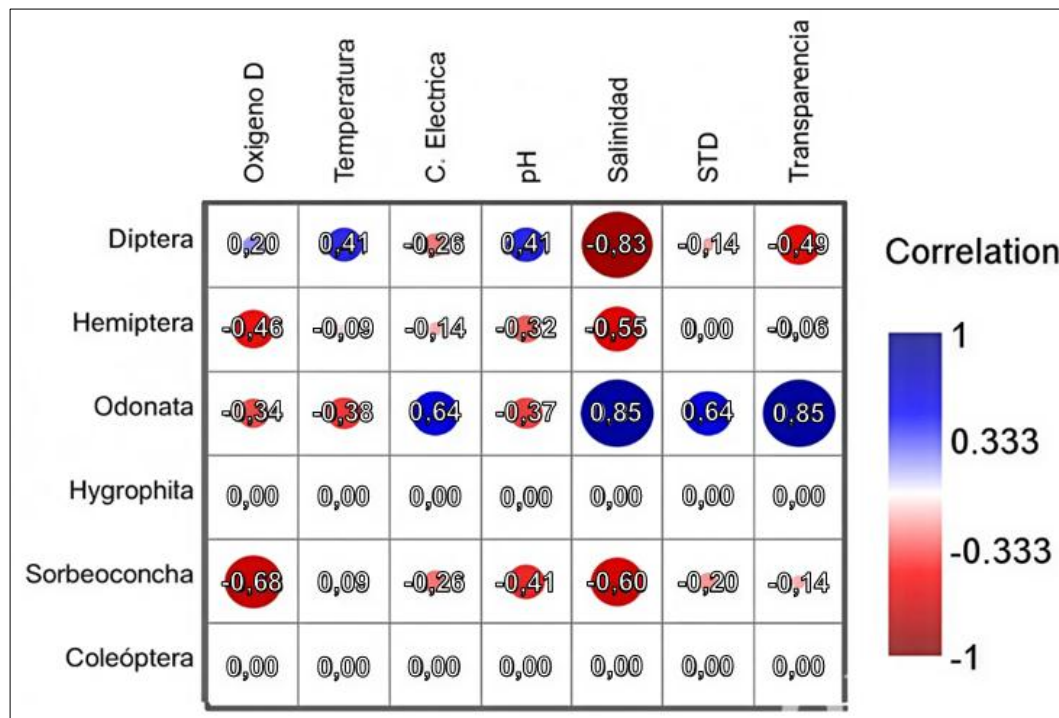 Oxigeno D Temperatura C. Electrica pH Salinidad STD Transparencia
Diptera 0,20 0,41 -0,26 0,41 -0,83 -0,14 -0,49
Hemiptera -0,46 -0,09 -0,14 -0,32 -0,55 0,00 -0,06
Odonata -0,34 -0,38 0,64 -0,37 0,85 0,64 0,85
Hygrophita 0,00 0,00 0,00 0,00 0,00 0,00 0,00
Sorbeoconcha -0,68 0,09 -0,26 -0,41 -0,60 -0,20 -0,14
Coleóptera 0,00 0,00 0,00 0,00 0,00 0,00 0,00
Correlation
1
0.333
-0.333
-1